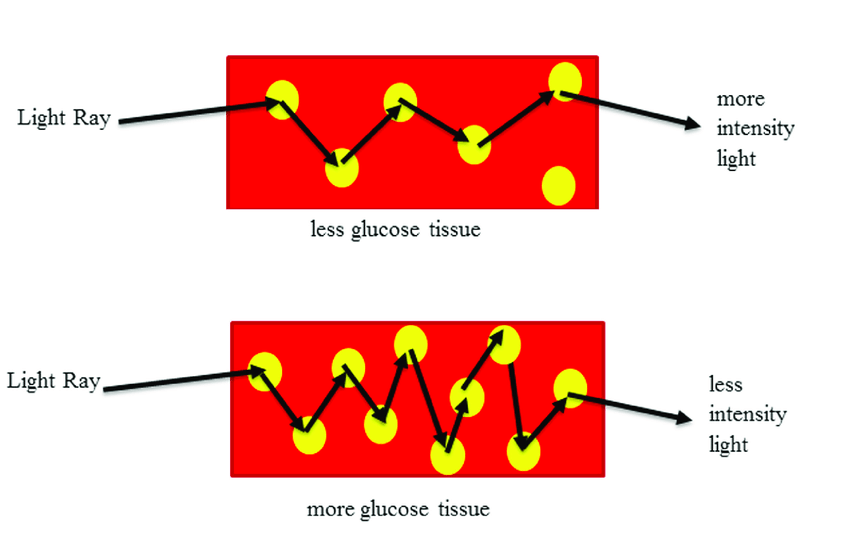 Light Ray
more
intensity
light
less glucose tissue
Light Ray
less
intensity
light
more glucose tissue